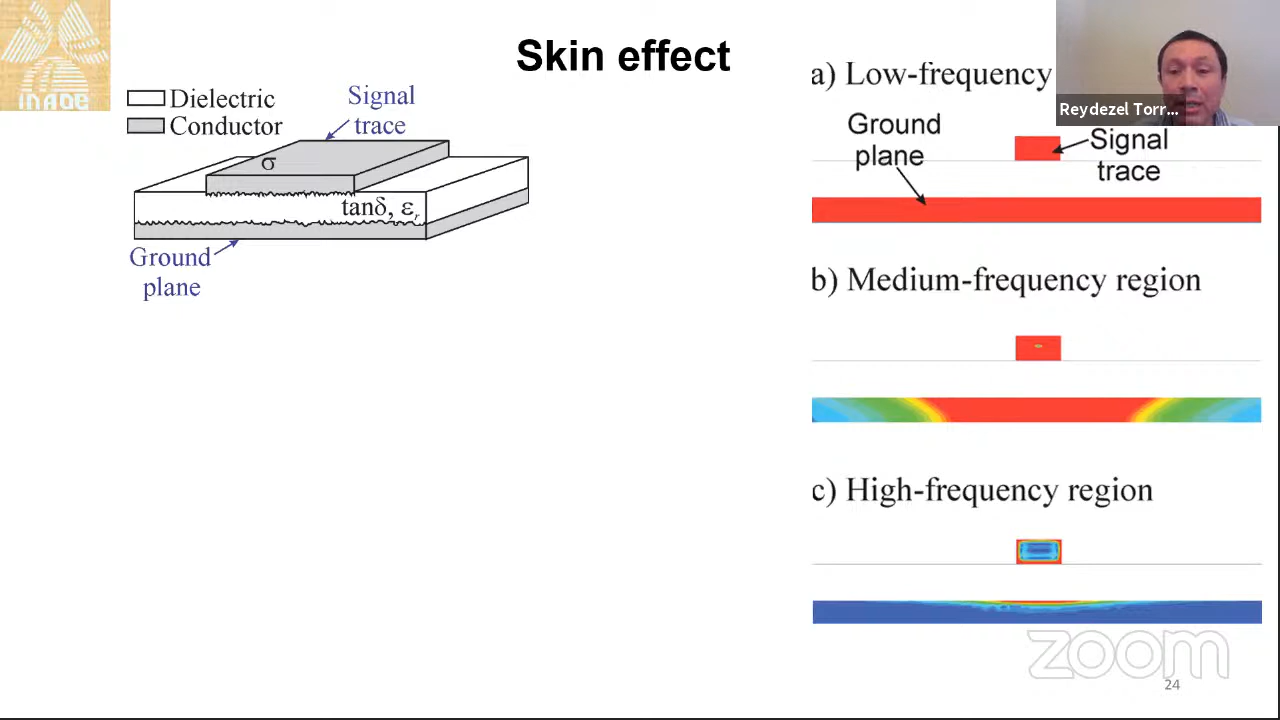 INAOE
Skin effect
Dielectric
Conductor
Signal
trace
σ
tanδ, εr
Ground
plane
a) Low-frequency
Reydezel Torr...
Ground
plane
Signal
trace
b) Medium-frequency region
c) High-frequency region
zoom
24